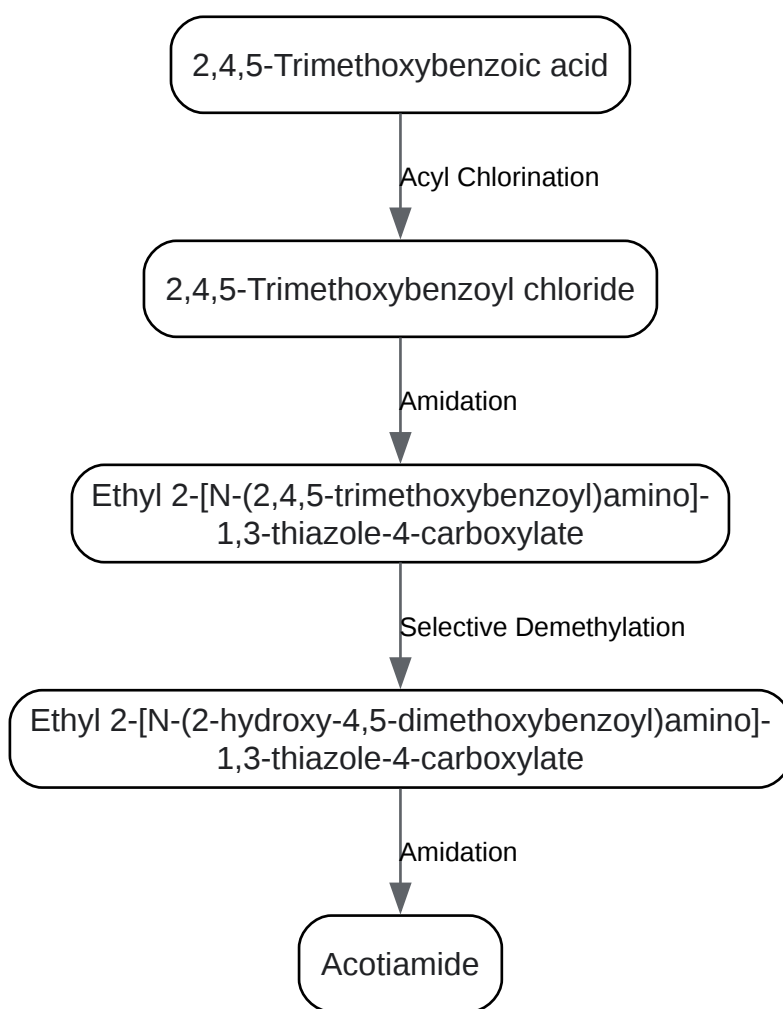 2,4,5-Trimethoxybenzoic acid
Acyl Chlorination
2,4,5-Trimethoxybenzoyl chloride
Amidation
Ethyl 2-[N-(2,4,5-trimethoxybenzoyl)amino]-
1,3-thiazole-4-carboxylate
Selective Demethylation
Ethyl 2-[N-(2-hydroxy-4,5-dimethoxybenzoyl)amino]-
1,3-thiazole-4-carboxylate
Amidation
Acotiamide